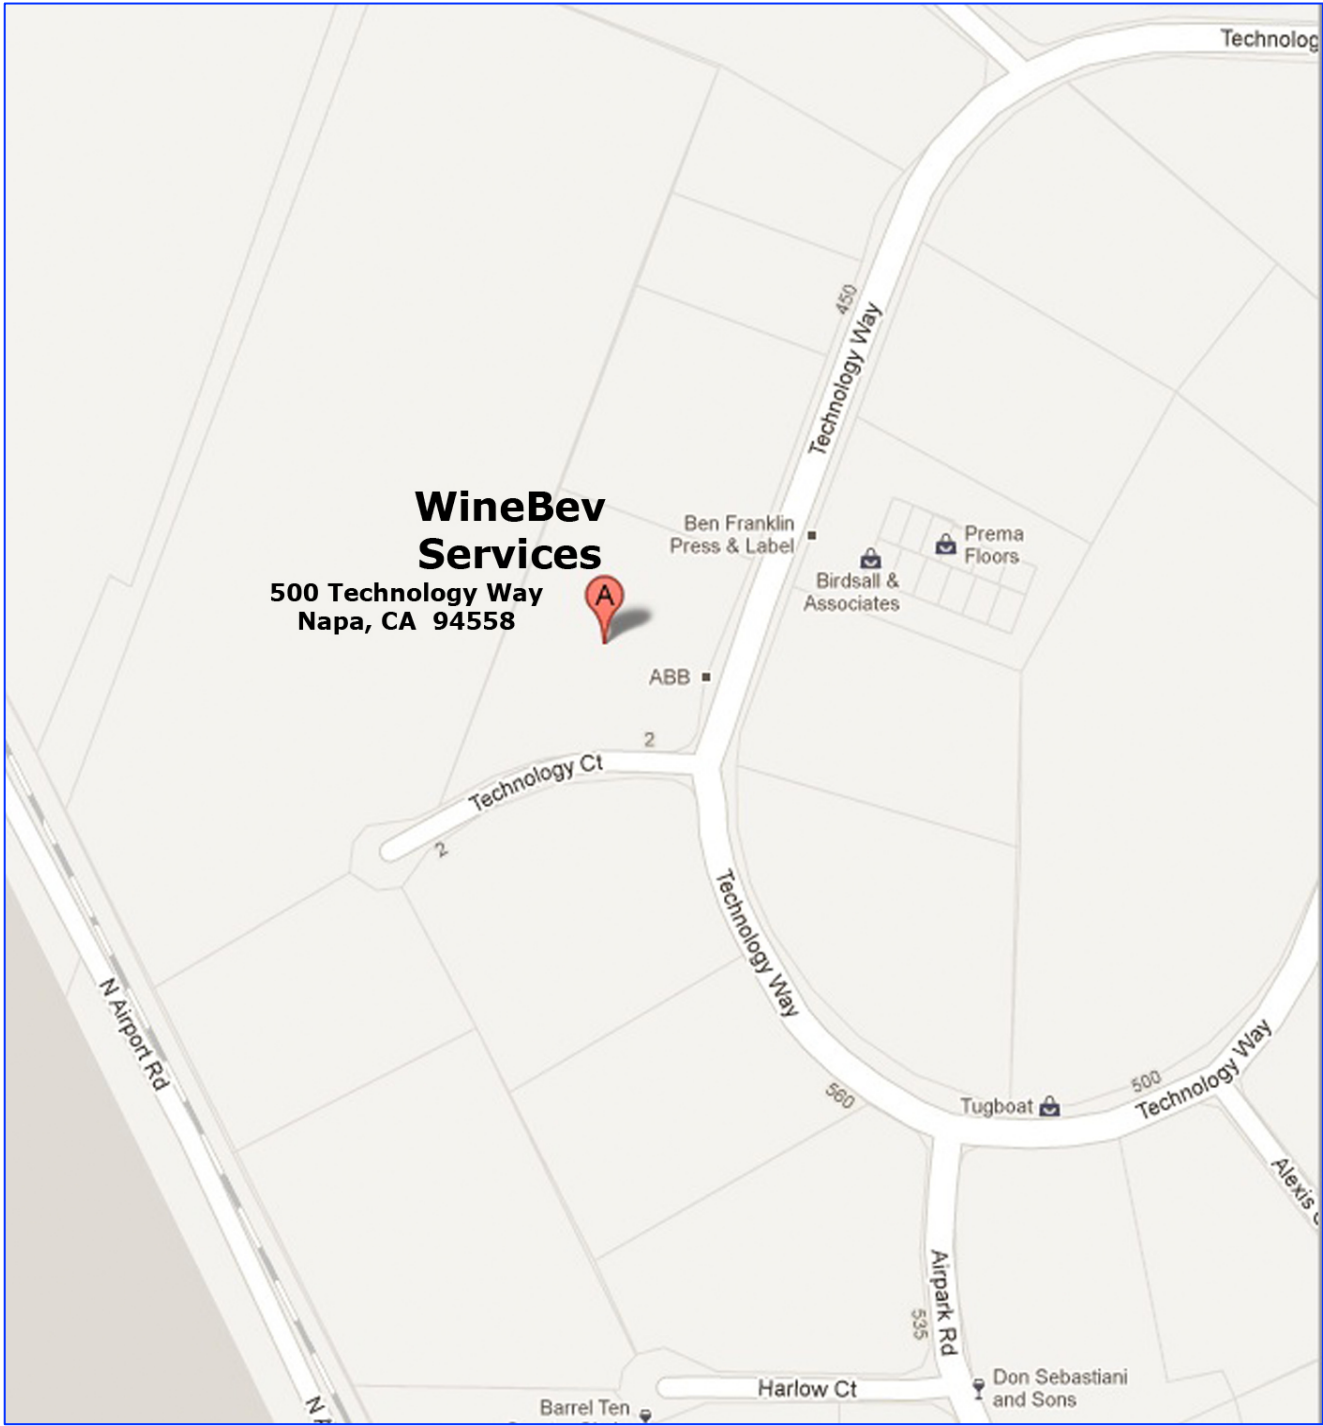 Technolog
450
Technology Way
WineBev
Services
500 Technology Way
Napa, CA 94558
A
Ben Franklin
Press & Label
Prema
Floors
Birdsall &
Associates
ABB
2
Technology Ct
2
Technology Way
N Airport Rd
560
Tugboat
500
Technology Way
Alexis
Airpark Rd
535
Harlow Ct
Don Sebastiani
and Sons
Barrel Ten
N